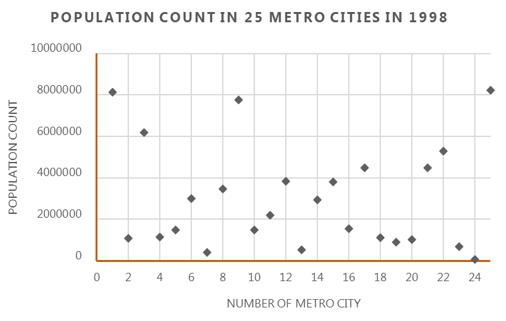 POPULATION COUNT IN 25 METRO CITIES IN 1998
10000000
8000000
6000000
4000000
2000000
0
POPULATION COUNT
0 2 4 6 8 10 12 14 16 18 20 22 24
NUMBER OF METRO CITY